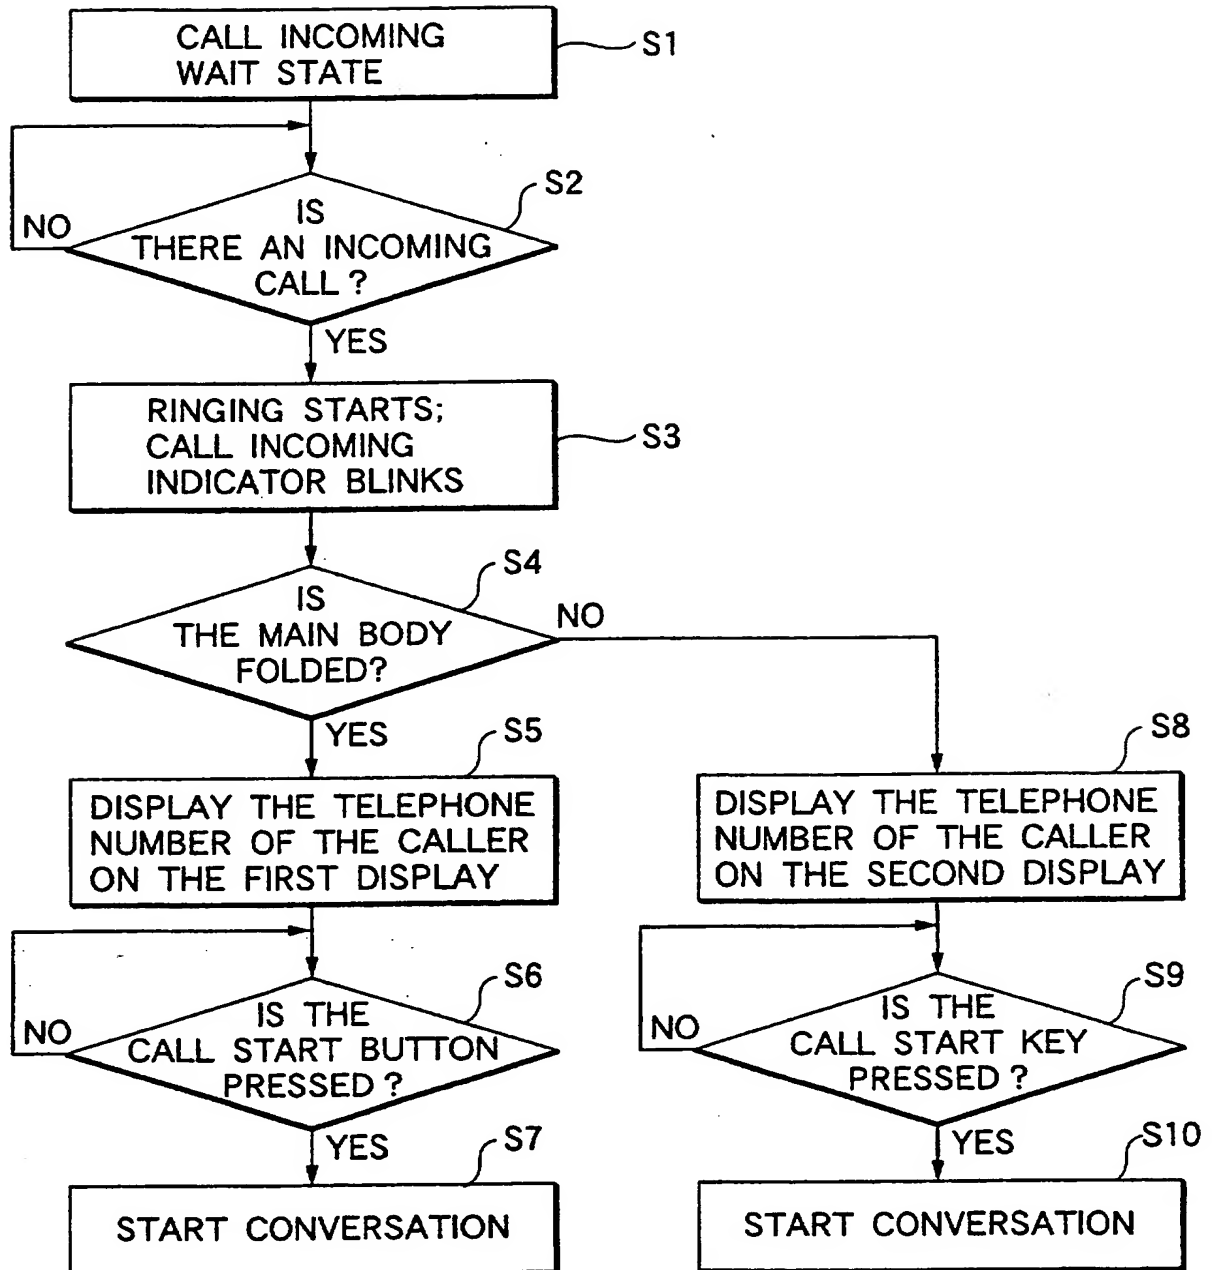 CALL INCOMING
WAIT STATE
S1
S2
NO
IS
THERE AN INCOMING
CALL?
YES
RINGING STARTS;
CALL INCOMING
INDICATOR BLINKS
S3
S4
IS
THE MAIN BODY
FOLDED?
NO
YES
S5
DISPLAY THE TELEPHONE
NUMBER OF THE CALLER
ON THE FIRST DISPLAY
S6
NO
IS THE
CALL START BUTTON
PRESSED?
YES
S7
START CONVERSATION
S8
DISPLAY THE TELEPHONE
NUMBER OF THE CALLER
ON THE SECOND DISPLAY
S9
NO
IS THE
CALL START KEY
PRESSED?
YES
S10
START CONVERSATION